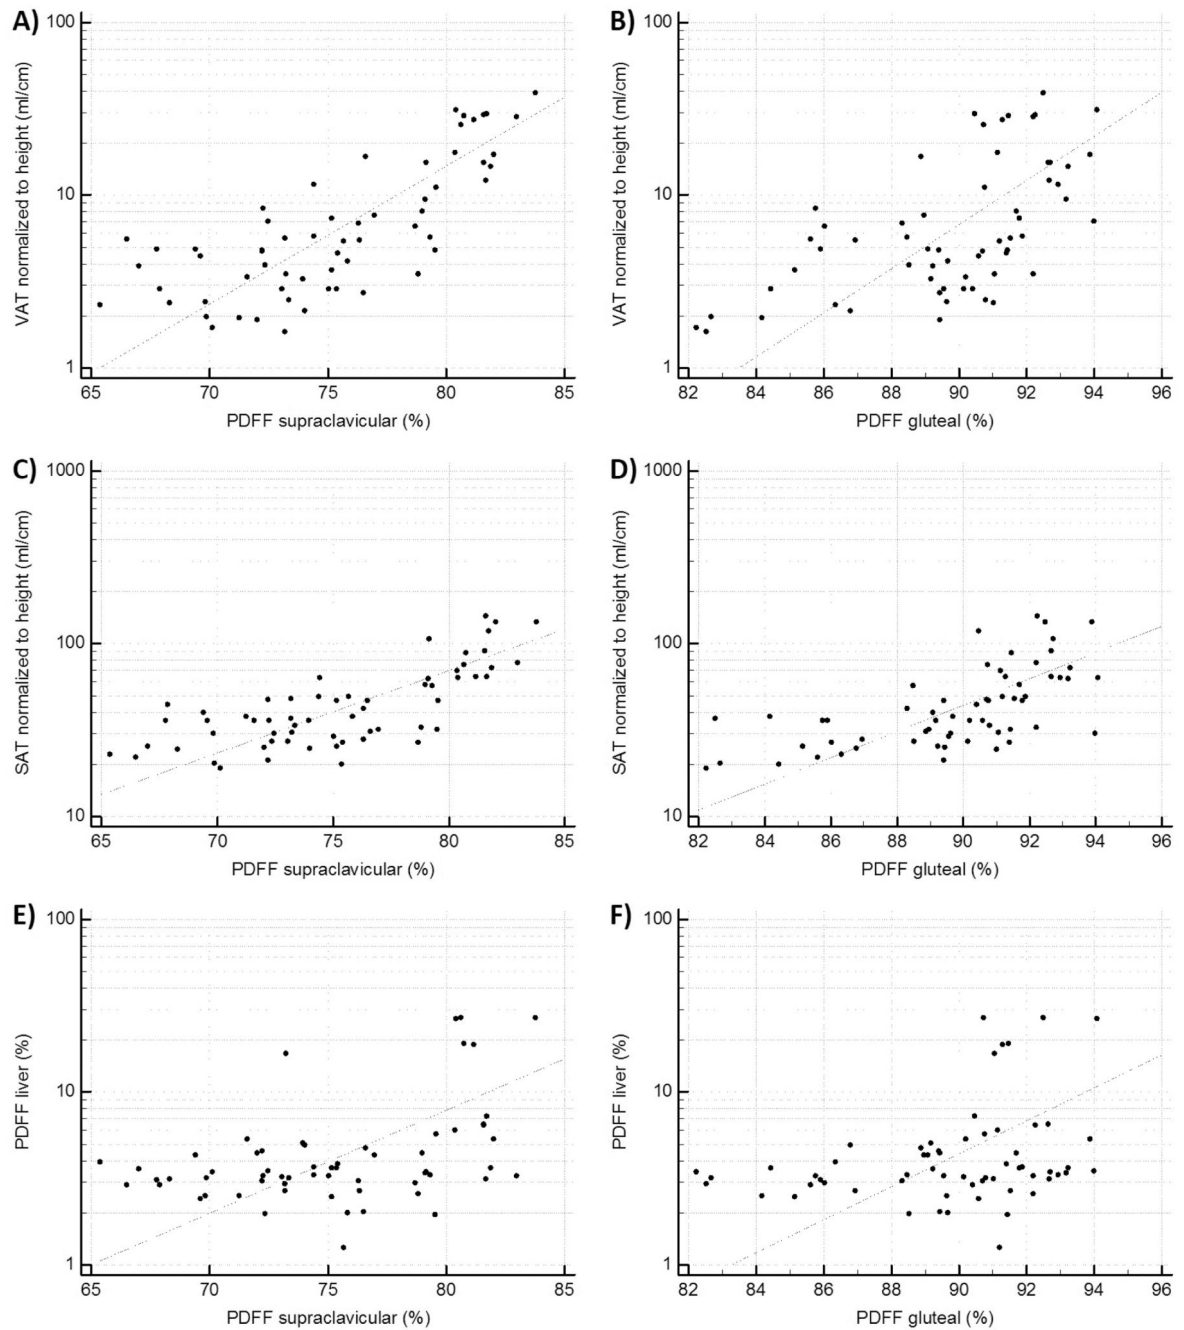 A)
100
10
1
VAT normalized to height (ml/cm)
65 70 75 80 85
PDFF supraclavicular (%)
B)
100
10
1
VAT normalized to height (ml/cm)
82 84 86 88 90 92 94 96
PDFF gluteal (%)
C)
1000
100
10
SAT normalized to height (ml/cm)
65 70 75 80 85
PDFF supraclavicular (%)
D)
1000
100
10
SAT normalized to height (ml/cm)
82 84 86 88 90 92 94 96
PDFF gluteal (%)
E)
100
10
1
PDFF liver (%)
65 70 75 80 85
PDFF supraclavicular (%)
F)
100
10
1
PDFF liver (%)
82 84 86 88 90 92 94 96
PDFF gluteal (%)